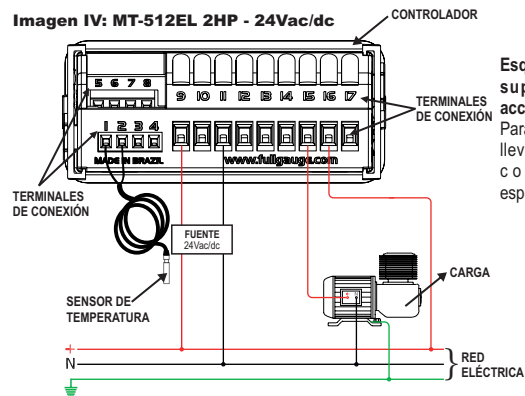 Imagen IV: MT-512EL 2HP - 24Vac/dc
CONTROLADOR
5 6 7 8
9 10 11 12 13 14 15 16 17
1 2 3 4
MADE IN BRAZIL
www.fullgauge.com
TERMINALES
DE CONEXIÓN
TERMINALES
DE CONEXIÓN
FUENTE
24Vac/dc
SENSOR DE
TEMPERATURA
CARGA
+
N
RED
ELÉCTRICA
Esq
sup
acc
Para
llev
c o
esp